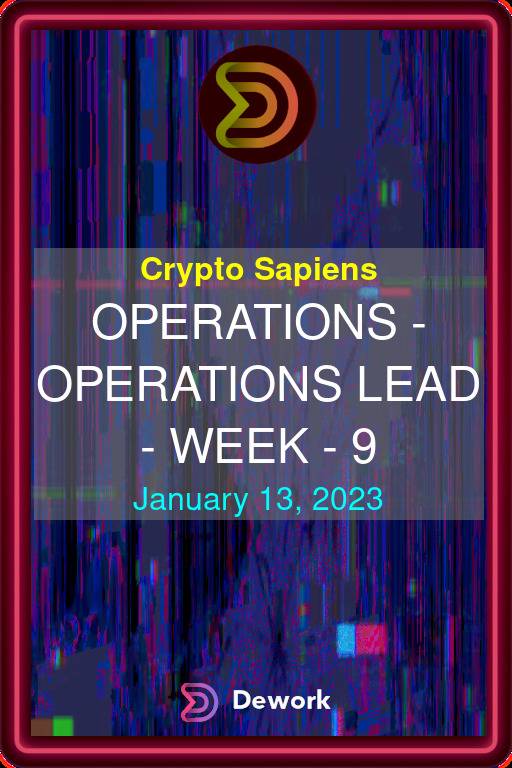 Crypto Sapiens
OPERATIONS -
OPERATIONS LEAD
- WEEK - 9
January 13, 2023
Dework